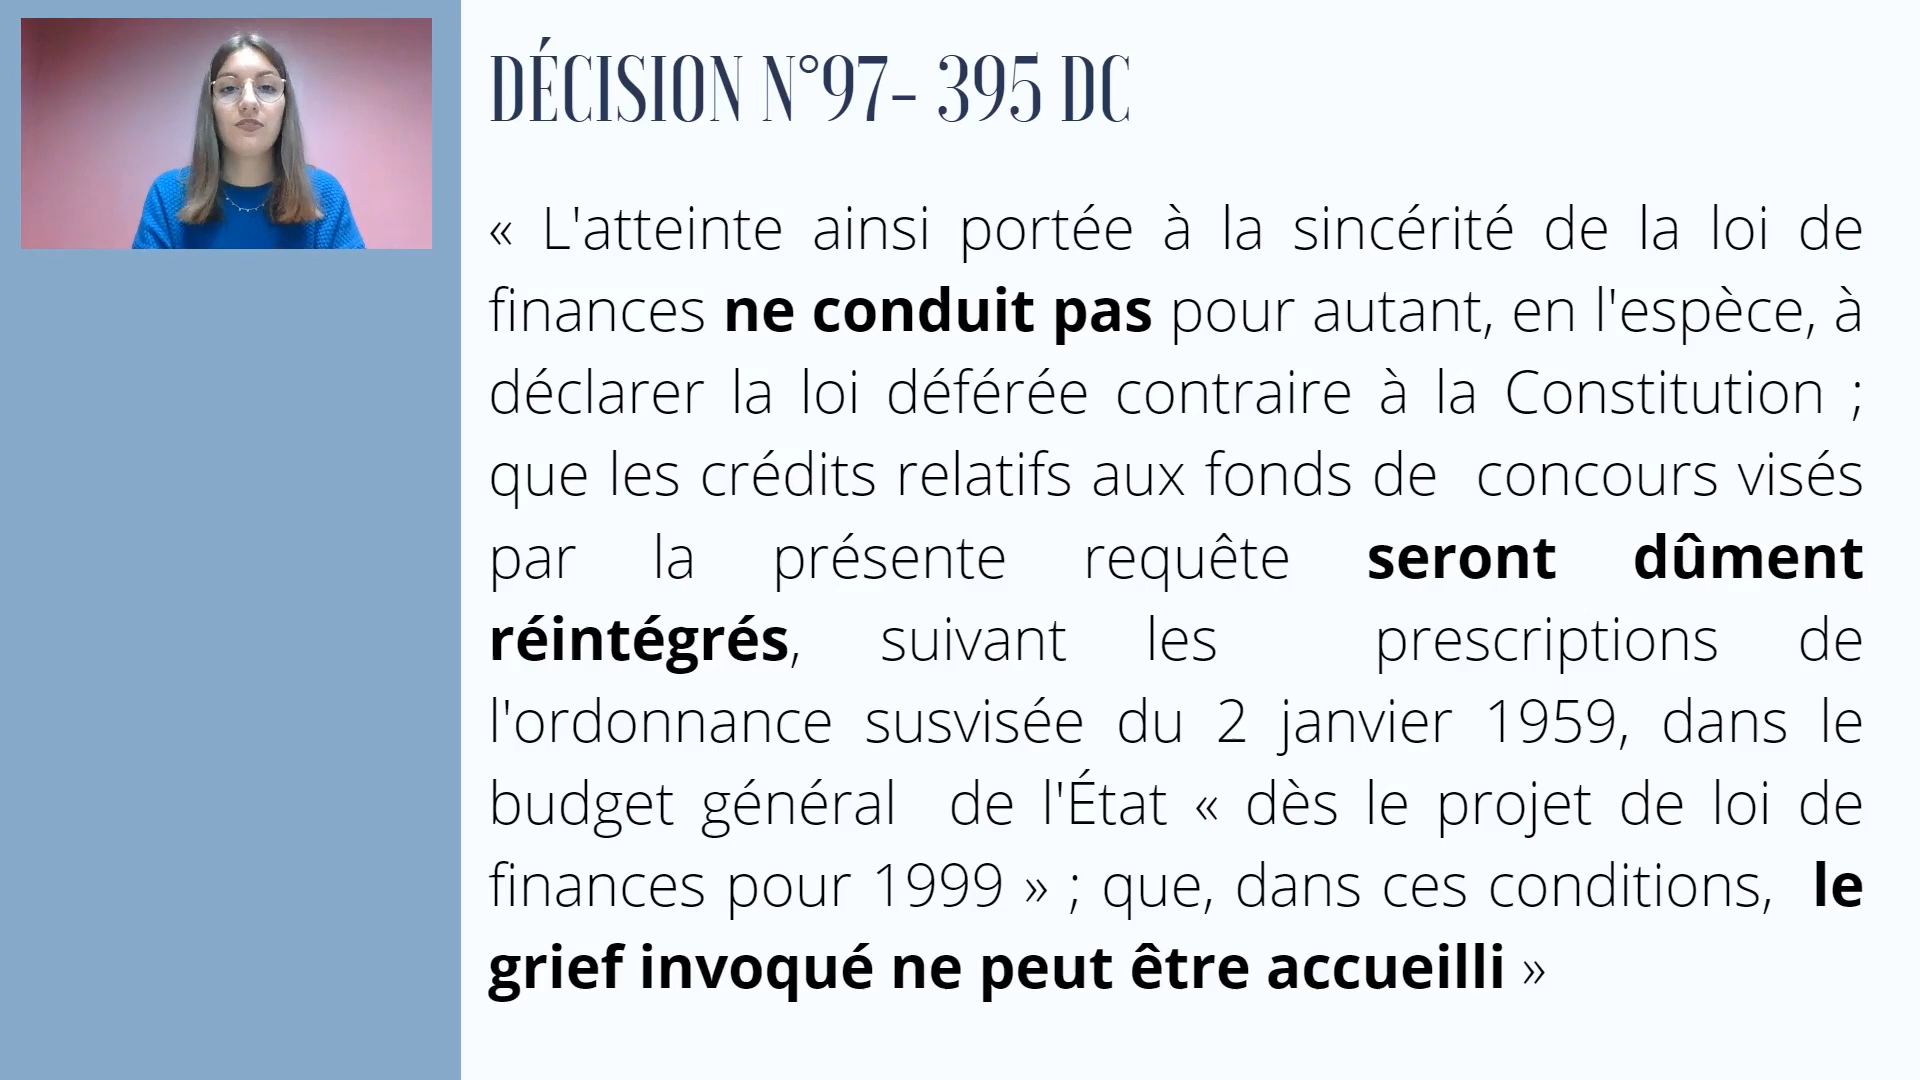 DÉCISION N°97- 395 DC
« L'atteinte ainsi portée à la sincérité de la loi de
finances ne conduit pas pour autant, en l'espèce, à
déclarer la loi déférée contraire à la Constitution ;
que les crédits relatifs aux fonds de concours visés
par la présente requête seront dûment
réintégrés, suivant les prescriptions de
l'ordonnance susvisée du 2 janvier 1959, dans le
budget général de l'État « dès le projet de loi de
finances pour 1999 » ; que, dans ces conditions, le
grief invoqué ne peut être accueilli »